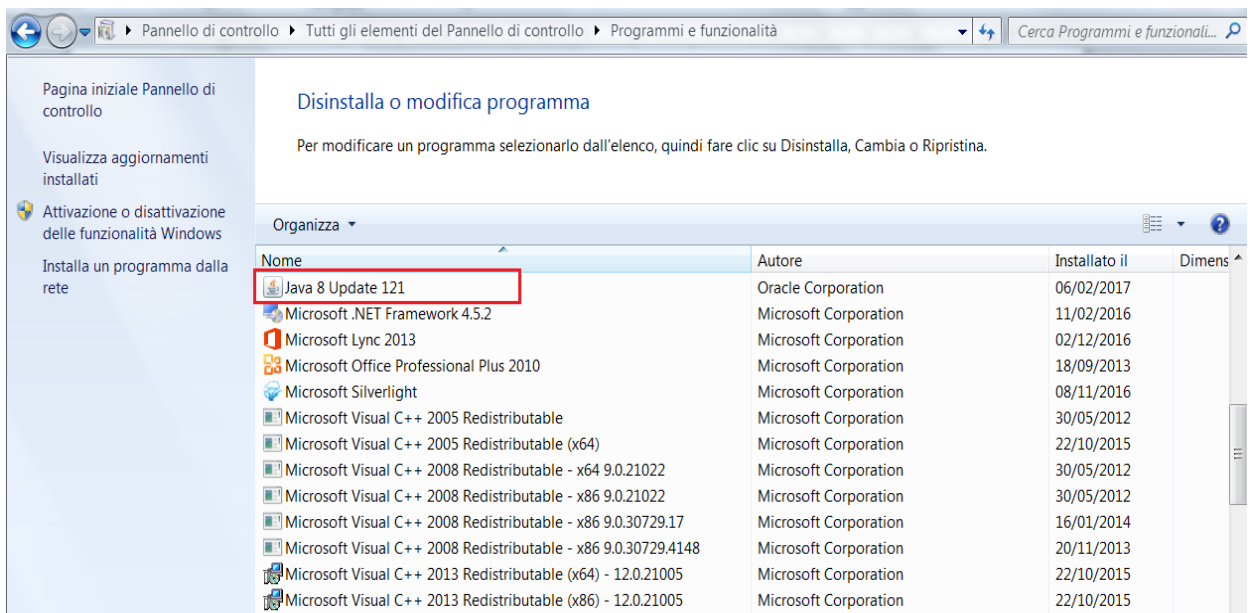 Pannello di controllo ▸ Tutti gli elementi del Pannello di controllo ▸ Programmi e funzionalità
Cerca Programmi e funzionali...
Pagina iniziale Pannello di
controllo
Visualizza aggiornamenti
installati
Attivazione o disattivazione
delle funzionalità Windows
Installa un programma dalla
rete
Disinstalla o modifica programma
Per modificare un programma selezionarlo dall'elenco, quindi fare clic su Disinstalla, Cambia o Ripristina.
Organizza
Nome Autore Installato il Dimens
Java 8 Update 121 Oracle Corporation 06/02/2017
Microsoft .NET Framework 4.5.2 Microsoft Corporation 11/02/2016
Microsoft Lync 2013 Microsoft Corporation 02/12/2016
Microsoft Office Professional Plus 2010 Microsoft Corporation 18/09/2013
Microsoft Silverlight Microsoft Corporation 08/11/2016
Microsoft Visual C++ 2005 Redistributable Microsoft Corporation 30/05/2012
Microsoft Visual C++ 2005 Redistributable (x64) Microsoft Corporation 22/10/2015
Microsoft Visual C++ 2008 Redistributable - x64 9.0.21022 Microsoft Corporation 30/05/2012
Microsoft Visual C++ 2008 Redistributable - x86 9.0.21022 Microsoft Corporation 30/05/2012
Microsoft Visual C++ 2008 Redistributable - x86 9.0.30729.17 Microsoft Corporation 16/01/2014
Microsoft Visual C++ 2008 Redistributable - x86 9.0.30729.4148 Microsoft Corporation 20/11/2013
Microsoft Visual C++ 2013 Redistributable (x64) - 12.0.21005 Microsoft Corporation 22/10/2015
Microsoft Visual C++ 2013 Redistributable (x86) - 12.0.21005 Microsoft Corporation 22/10/2015